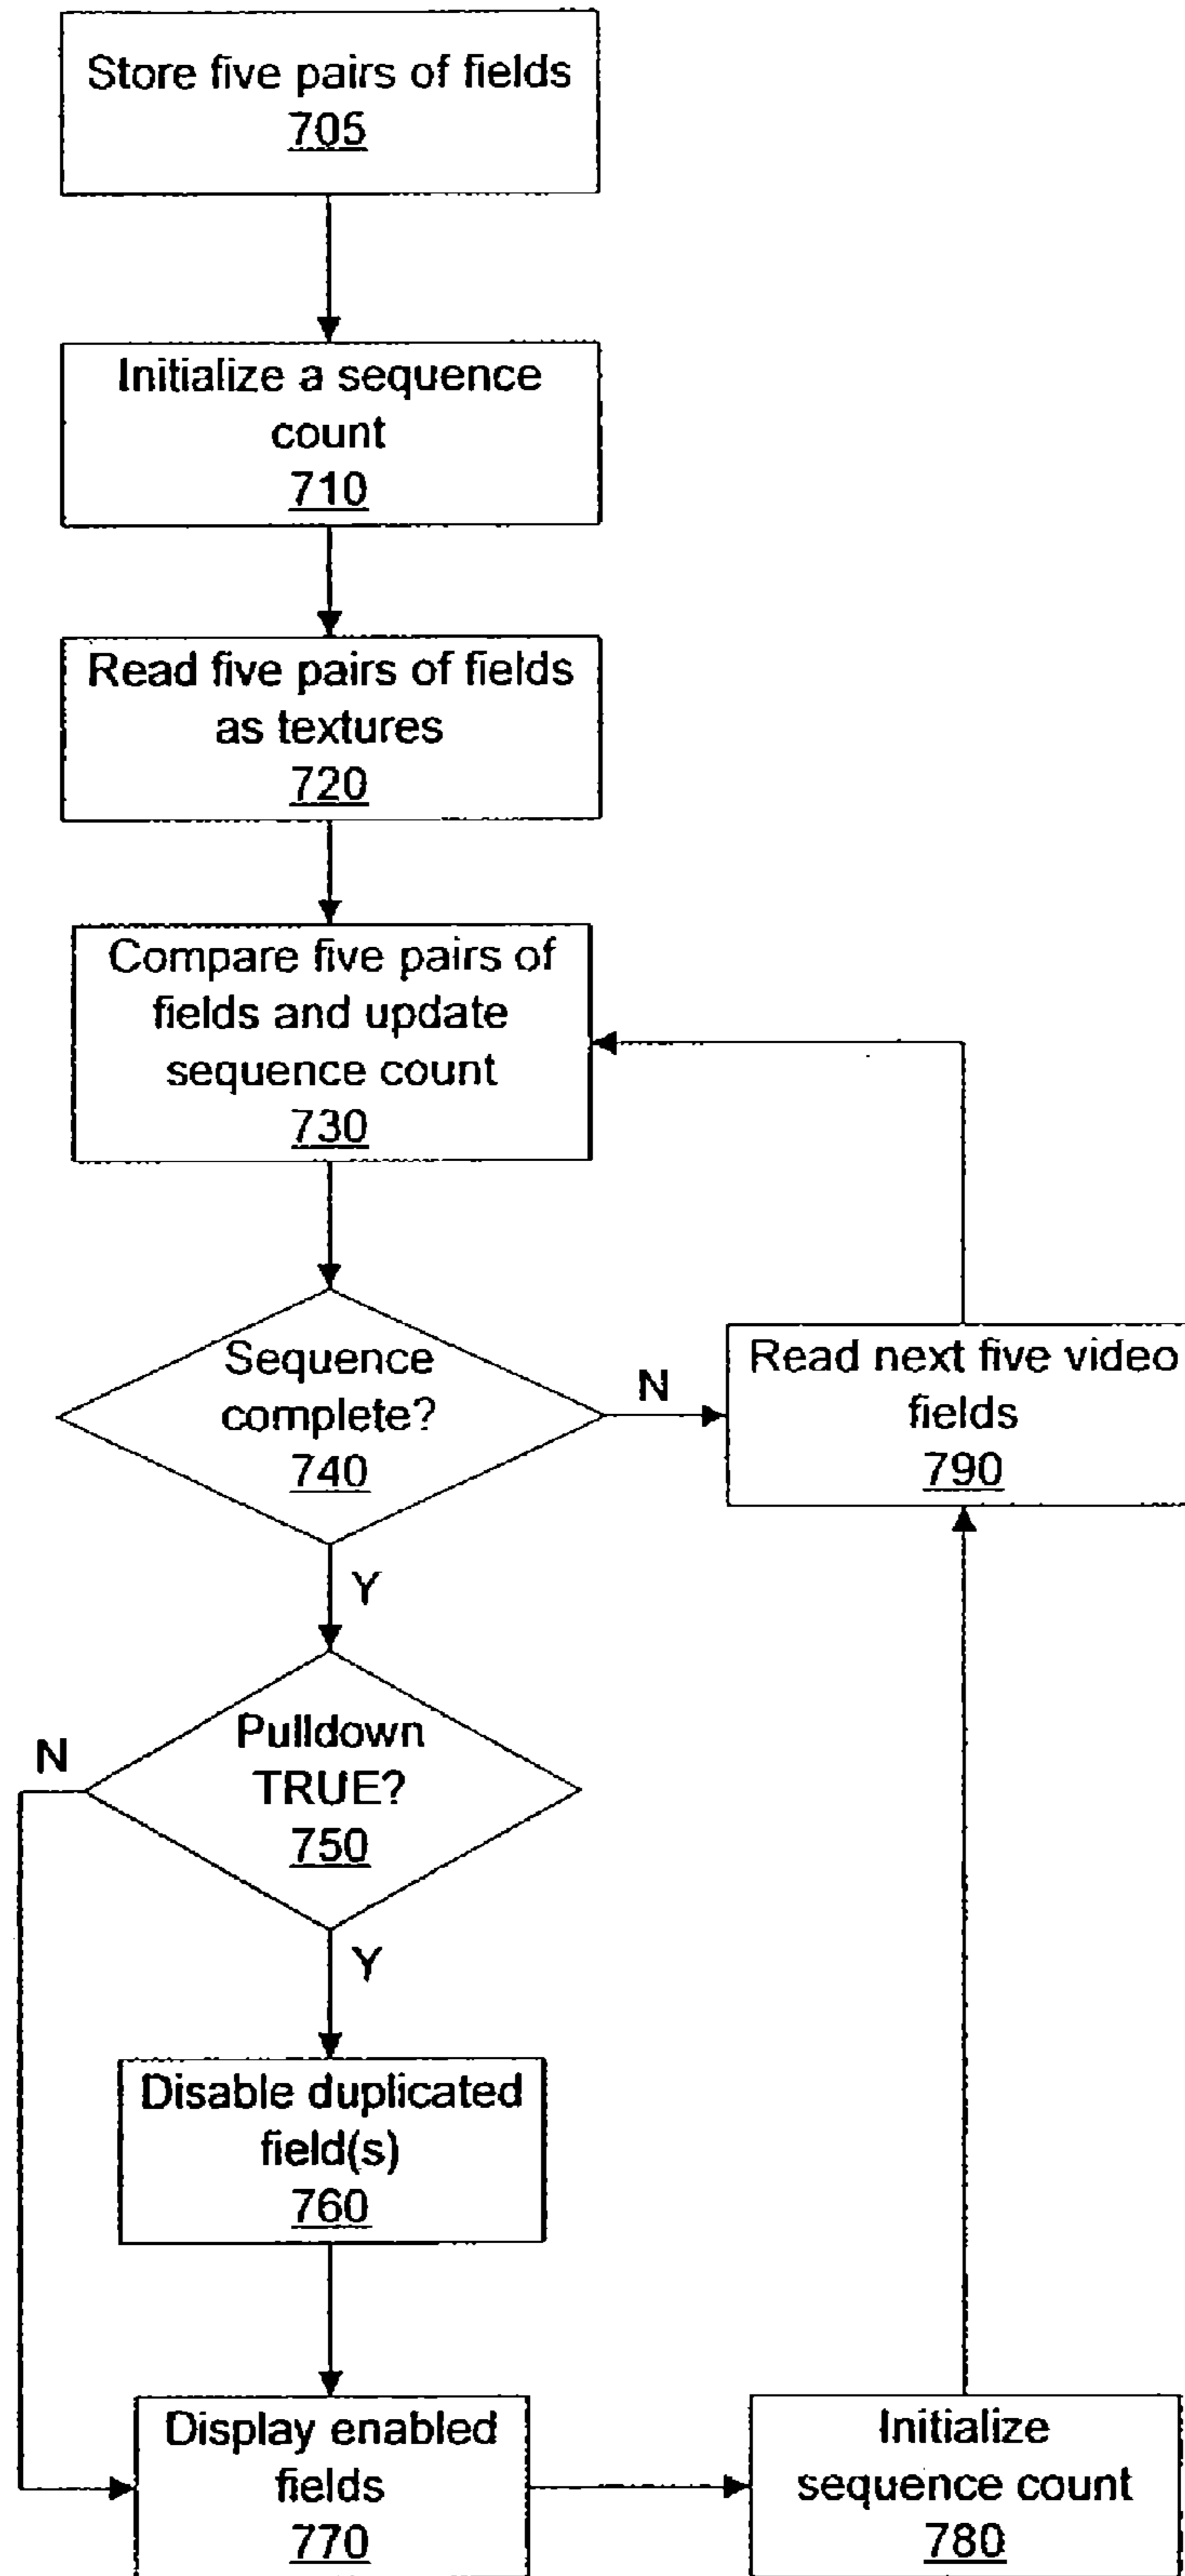 Store five pairs of fields
705
Initialize a sequence
count
710
Read five pairs of fields
as textures
720
Compare five pairs of
fields and update
sequence count
730
Sequence
complete?
740
N
Read next five video
fields
790
Y
Pulldown
TRUE?
750
N
Y
Disable duplicated
field(s)
760
Display enabled
fields
770
Initialize
sequence count
780